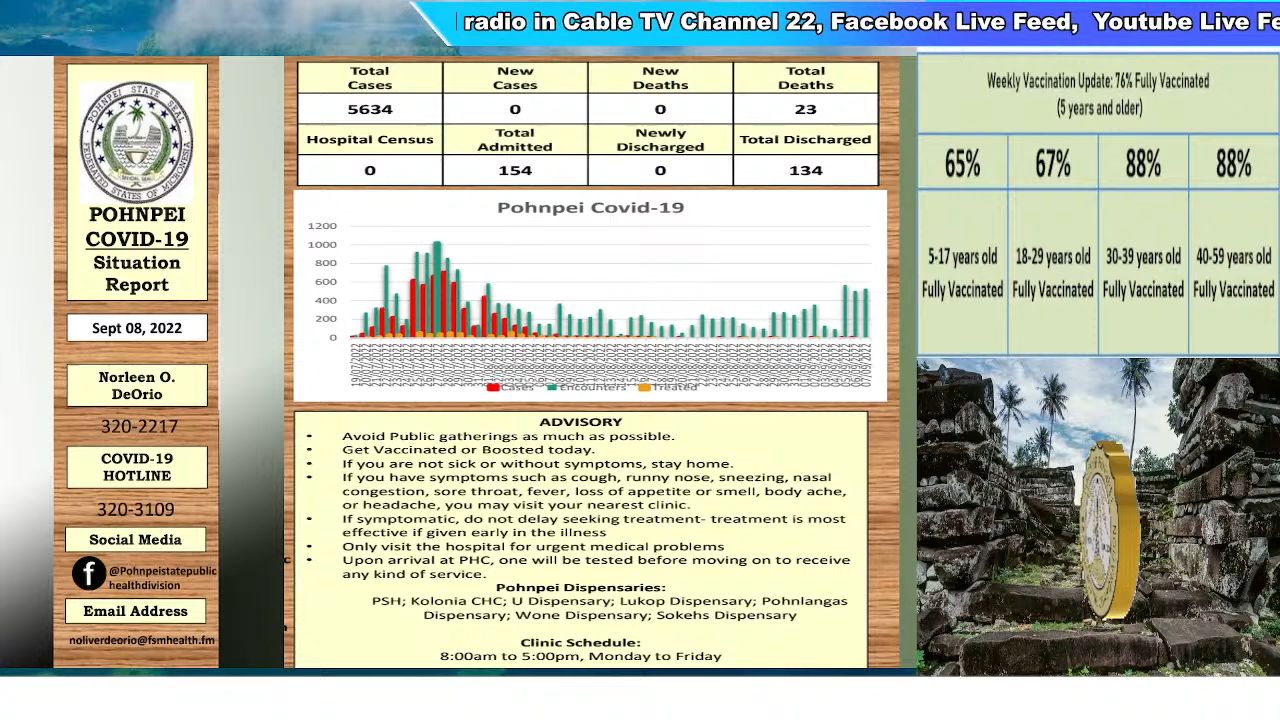 radio in Cable TV Channel 22, Facebook Live Feed, Youtube Live Fe
POHNPEI STATE SEAL
FEDERATED STATES OF MICRONESIA
POHNPEI
COVID-19
Situation
Report
Sept 08, 2022
Norleen O.
DeOrio
320-2217
COVID-19
HOTLINE
320-3109
Social Media
@Pohnpeistatepublic
healthdivision
Email Address
noliverdeorio@fsmhealth.fm
Total Cases
New Cases
New Deaths
Total Deaths
5634
0
0
23
Hospital Census
Total Admitted
Newly Discharged
Total Discharged
0
154
0
134
Pohnpei Covid-19
1200
1000
800
600
400
200
0
Cases
Encounters
Treated
ADVISORY
• Avoid Public gatherings as much as possible.
• Get Vaccinated or Boosted today.
• If you are not sick or without symptoms, stay home.
• If you have symptoms such as cough, runny nose, sneezing, nasal
congestion, sore throat, fever, loss of appetite or smell, body ache,
or headache, you may visit your nearest clinic.
• If symptomatic, do not delay seeking treatment- treatment is most
effective if given early in the illness
• Only visit the hospital for urgent medical problems
• Upon arrival at PHC, one will be tested before moving on to receive
any kind of service.
Pohnpei Dispensaries:
PSH; Kolonia CHC; U Dispensary; Lukop Dispensary; Pohnlangas
Dispensary; Wone Dispensary; Sokehs Dispensary
Clinic Schedule:
8:00am to 5:00pm, Monday to Friday
Weekly Vaccination Update: 76% Fully Vaccinated
(5 years and older)
65%
67%
88%
88%
5-17 years old
Fully Vaccinated
18-29 years old
Fully Vaccinated
30-39 years old
Fully Vaccinated
40-59 years old
Fully Vaccinated